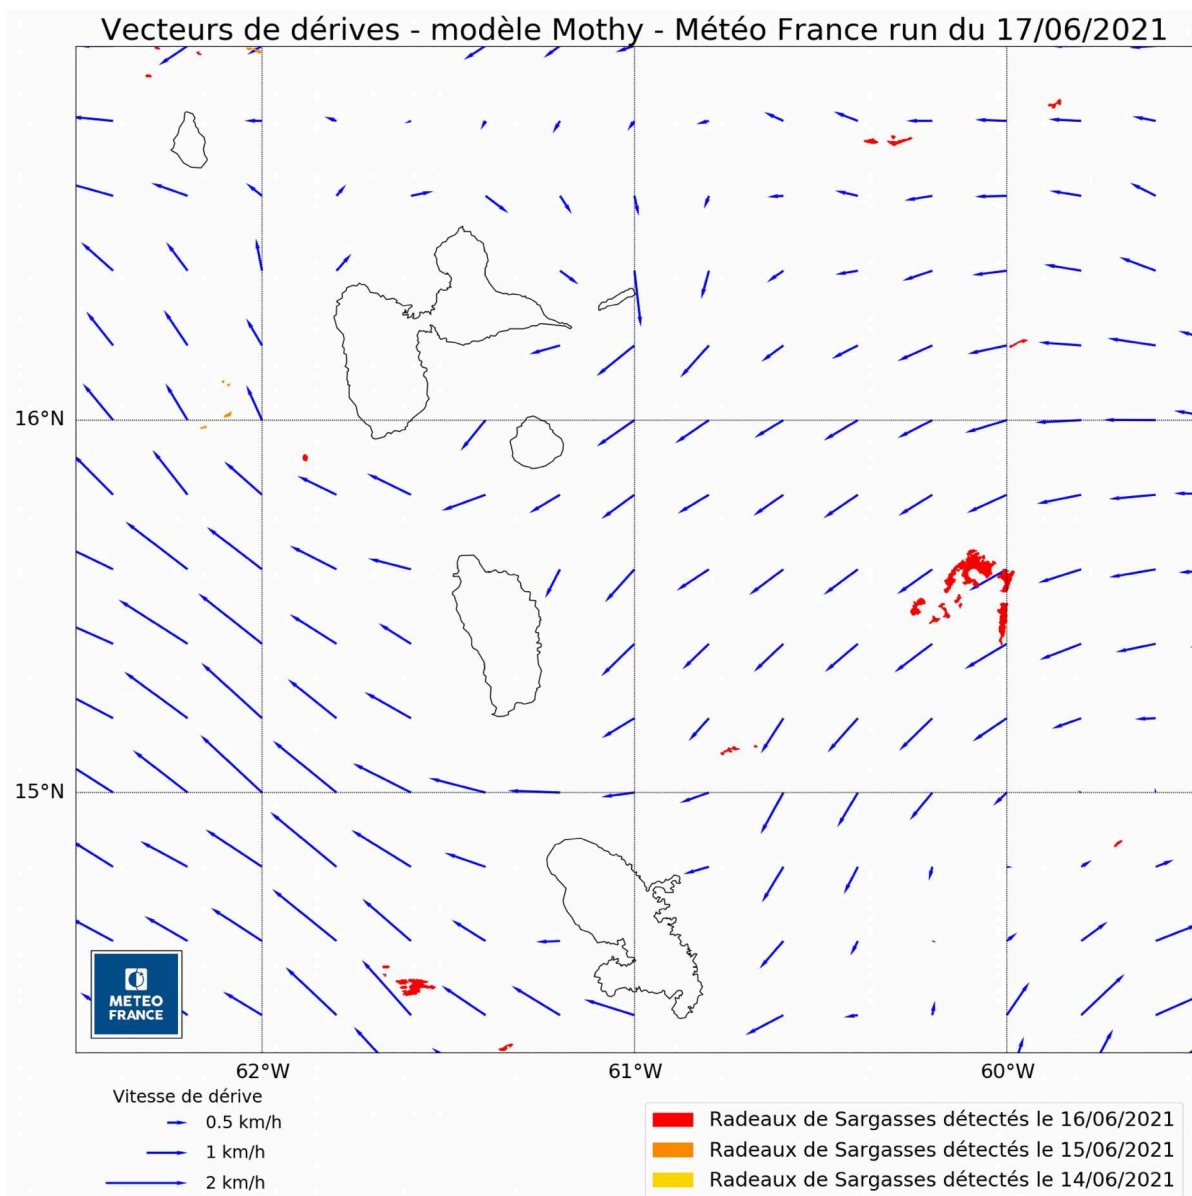 Vecteurs de dérives - modèle Mothy - Météo France run du 17/06/2021
16°N
15°N
METEO
FRANCE
62°W
61°W
60°W
Vitesse de dérive
0.5 km/h
1 km/h
2 km/h
Radeaux de Sargasses détectés le 16/06/2021
Radeaux de Sargasses détectés le 15/06/2021
Radeaux de Sargasses détectés le 14/06/2021